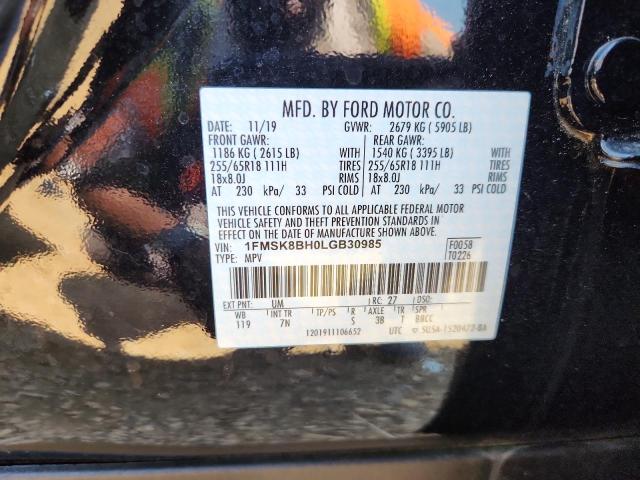 MFD. BY FORD MOTOR CO.
DATE: 11/19 GVWR: 2679 KG ( 5905 LB)
FRONT GAWR: REAR GAWR:
1186 KG ( 2615 LB) WITH 1540 KG ( 3395 LB) WITH
255/65R18 111H TIRES 255/65R18 111H TIRES
18x8.0J RIMS 18x8.0J RIMS
AT 230 kPa/ 33 PSI COLD AT 230 kPa/ 33 PSI COLD
THIS VEHICLE CONFORMS TO ALL APPLICABLE FEDERAL MOTOR
VEHICLE SAFETY AND THEFT PREVENTION STANDARDS IN
EFFECT ON THE DATE OF MANUFACTURE SHOWN ABOVE.
VIN: 1FMSK8BH0LGB30985 F0058
TYPE: MPV T0226
EXT PNT: UM RC: 27 DSO:
WB INT TR TP/PS R AXLE TR SPR
119 7N S 3B T BBCC
1201911106652 UTC